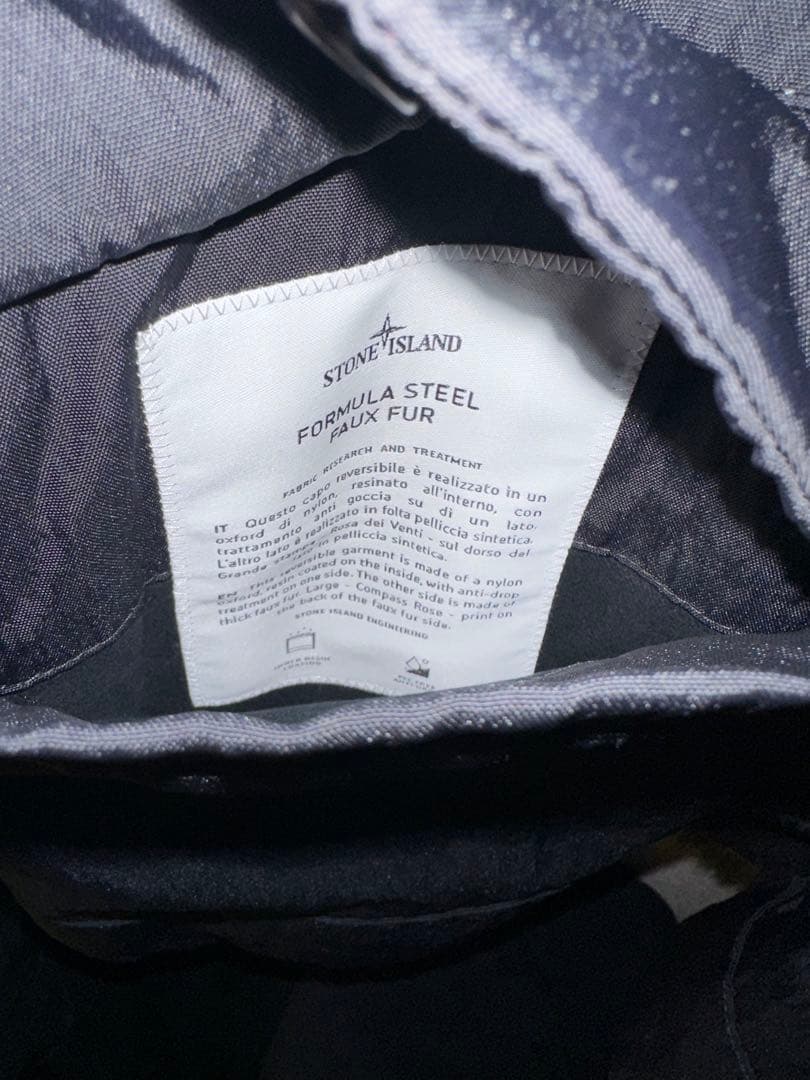 STONE ISLAND
FORMULA STEEL
FAUX FUR
FABRIC RESEARCH AND TREATMENT
IT Questo capo reversibile è realizzato in un
oxford di nylon, resinato all'interno, con
trattamento anti goccia su di un lato.
L'altro lato è realizzato in folta pelliccia sintetica.
Grande stampa - Rosa dei Venti - sul dorso del
in pelliccia sintetica.
EN This reversible garment is made of a nylon
oxford, resin coated on the inside, with anti-drop
treatment on one side. The other side is made of
thick faux fur. Large - Compass Rose - print on
the back of the faux fur side.
STONE ISLAND ENGINEERING
COATING